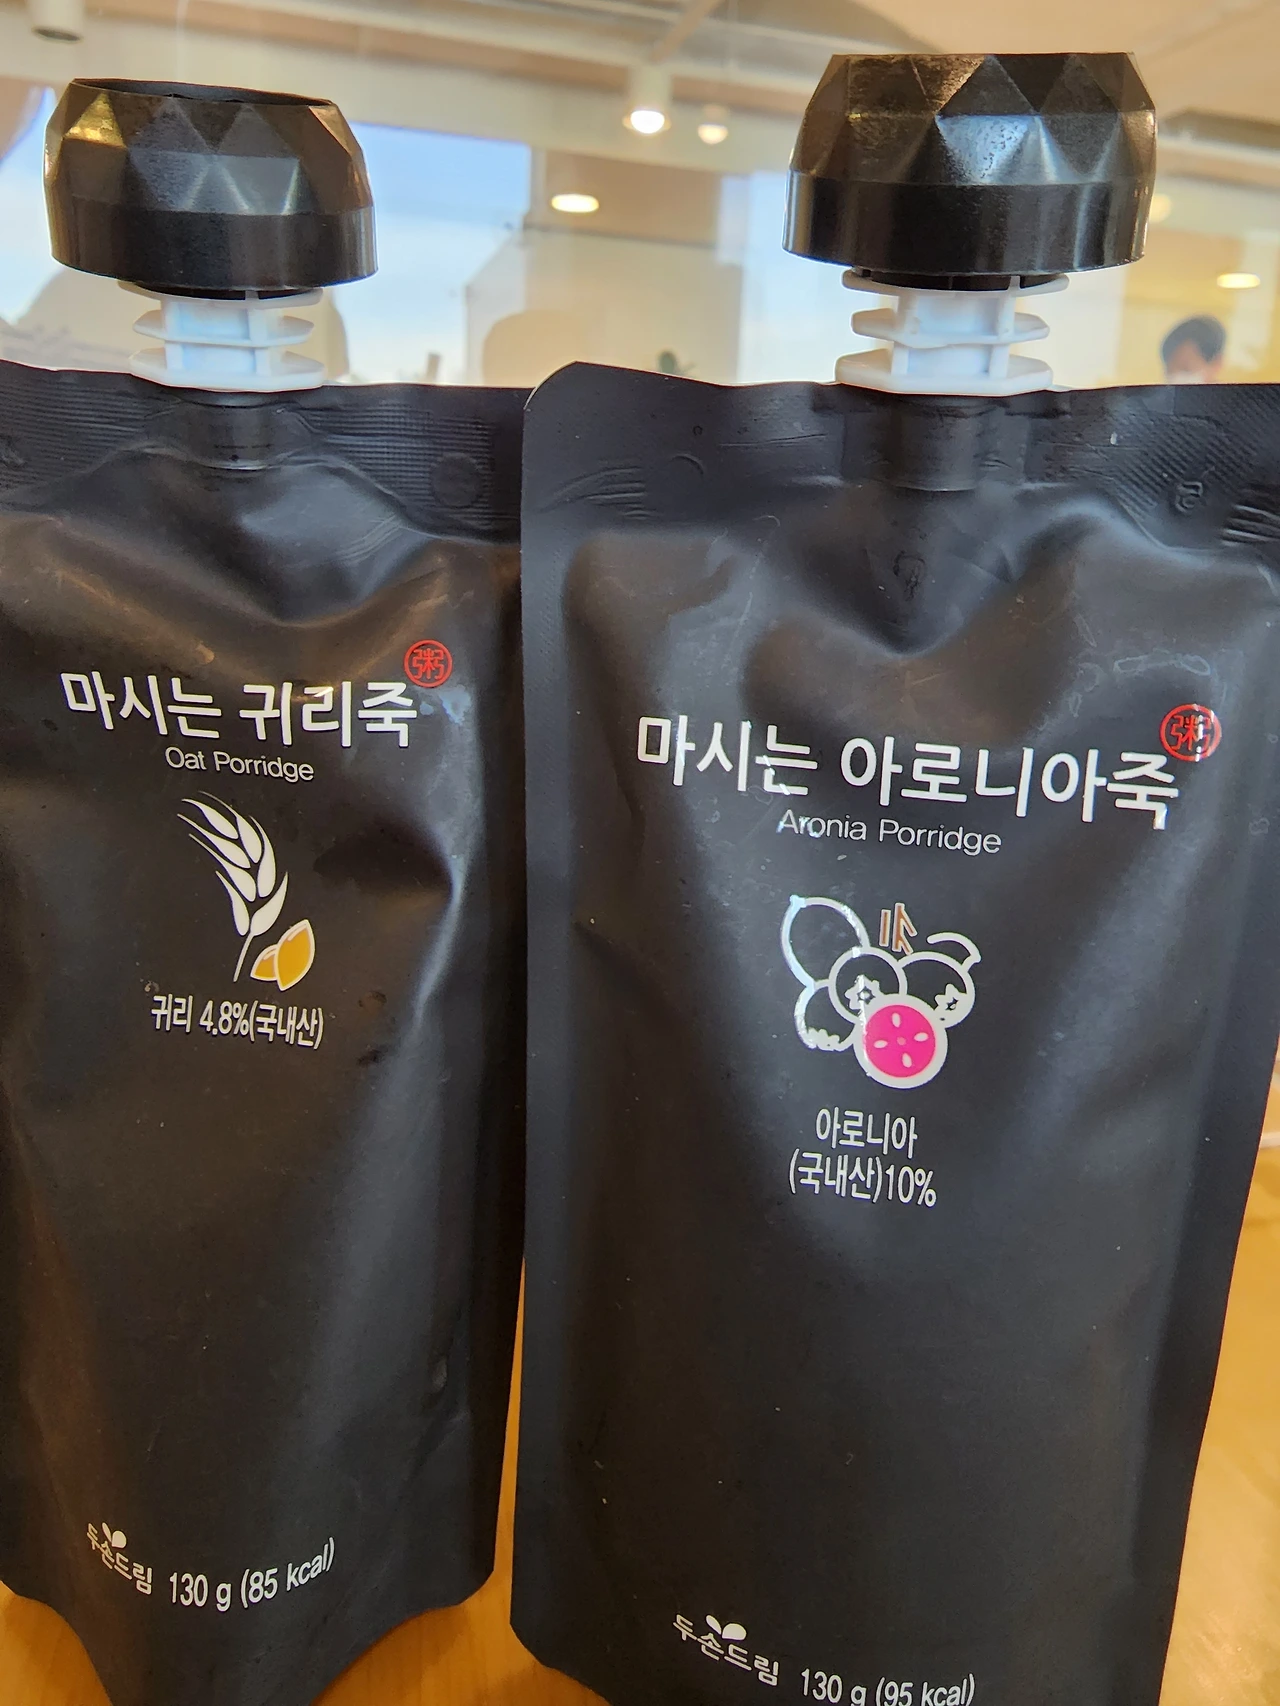 마시는 귀리죽 粥
Oat Porridge
귀리 4.8%(국내산)
두손드림 130 g (85 kcal)
마시는 아로니아죽 粥
Aronia Porridge
아로니아
(국내산)10%
두손드림 130 g (95 kcal)